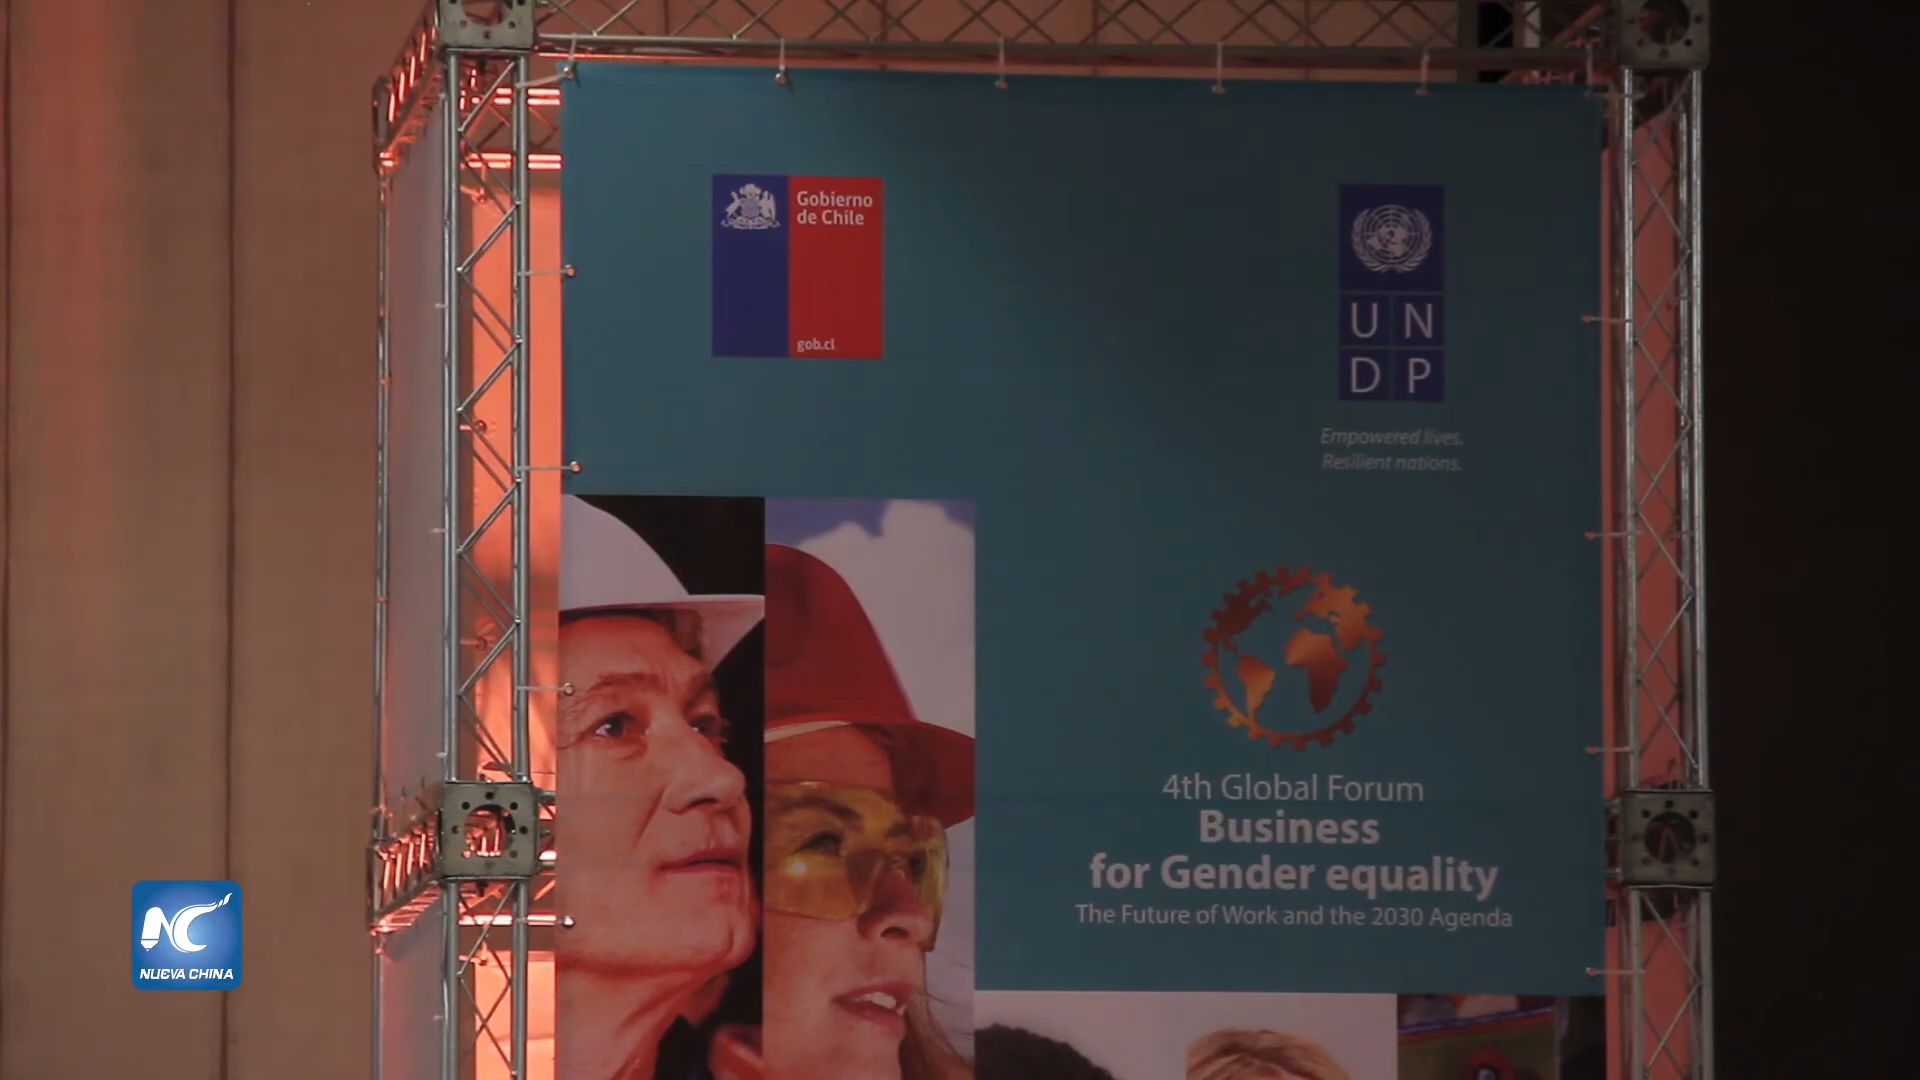 Gobierno
de Chile
gob.cl
U N
D P
Empowered lives.
Resilient nations.
4th Global Forum
Business
for Gender equality
The Future of Work and the 2030 Agenda
NC
NUEVA CHINA